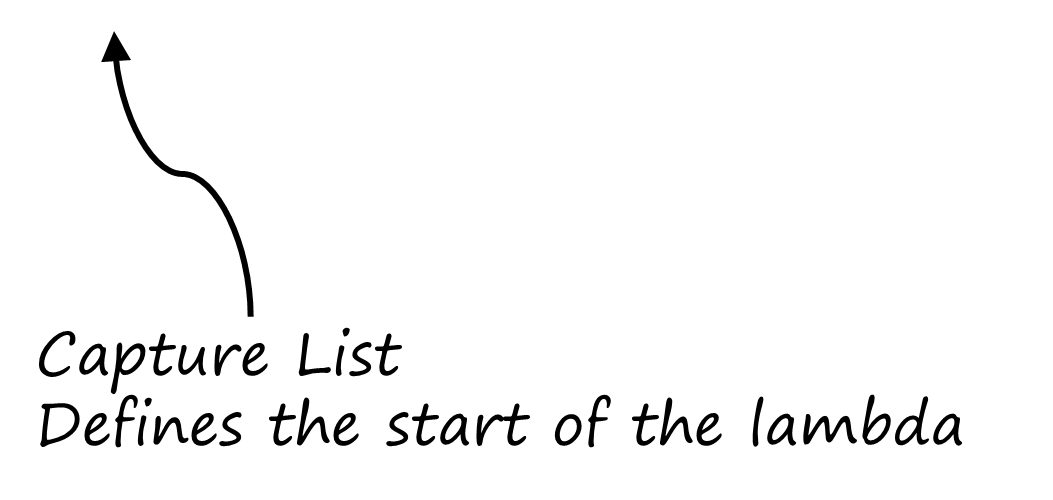 Capture List
Defines the start of the lambda